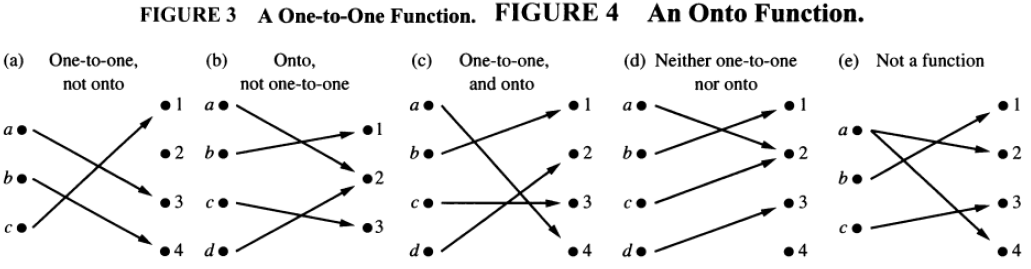 FIGURE 3 A One-to-One Function. FIGURE 4 An Onto Function.
(a) One-to-one,
not onto
a
b
c
1
2
3
4
(b) Onto,
not one-to-one
a
b
c
d
1
2
3
(c) One-to-one,
and onto
a
b
c
d
1
2
3
4
(d) Neither one-to-one
nor onto
a
b
c
d
1
2
3
4
(e) Not a function
a
b
c
1
2
3
4